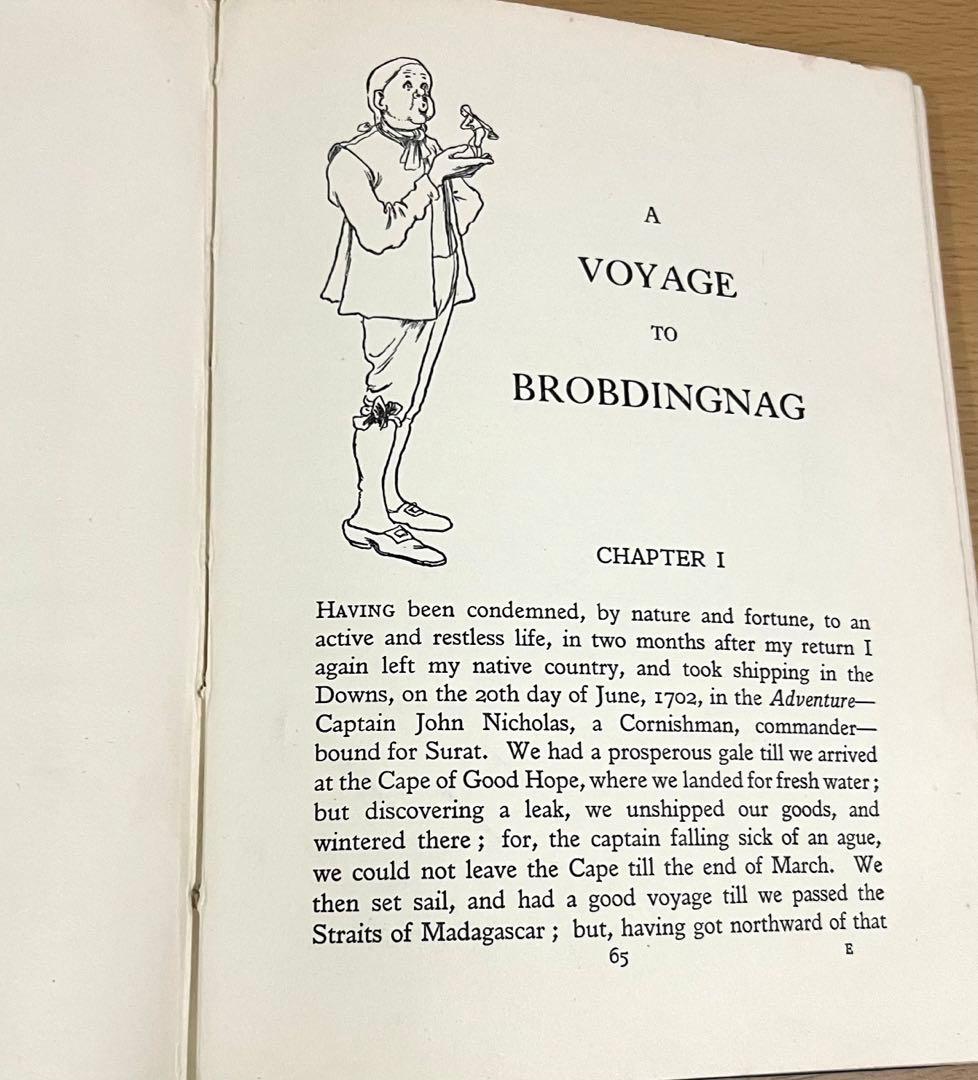 A
VOYAGE
TO
BROBDINGNAG
CHAPTER I
HAVING been condemned, by nature and fortune, to an
active and restless life, in two months after my return I
again left my native country, and took shipping in the
Downs, on the 20th day of June, 1702, in the Adventure—
Captain John Nicholas, a Cornishman, commander—
bound for Surat. We had a prosperous gale till we arrived
at the Cape of Good Hope, where we landed for fresh water;
but discovering a leak, we unshipped our goods, and
wintered there; for, the captain falling sick of an ague,
we could not leave the Cape till the end of March. We
then set sail, and had a good voyage till we passed the
Straits of Madagascar; but, having got northward of that
65 E